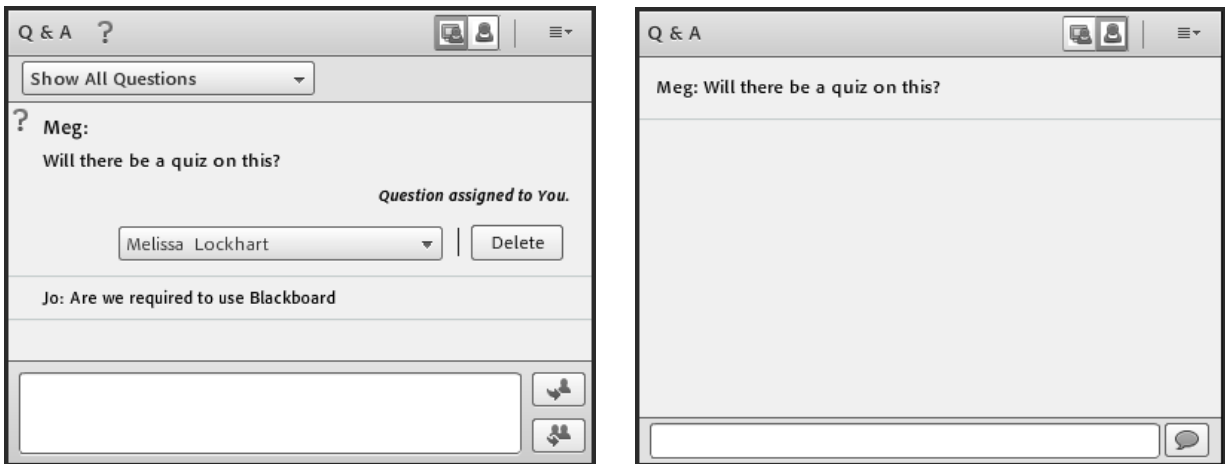 Q & A ?
Show All Questions
? Meg:
Will there be a quiz on this?
Question assigned to You.
Melissa Lockhart
Delete
Jo: Are we required to use Blackboard
Q & A
Meg: Will there be a quiz on this?